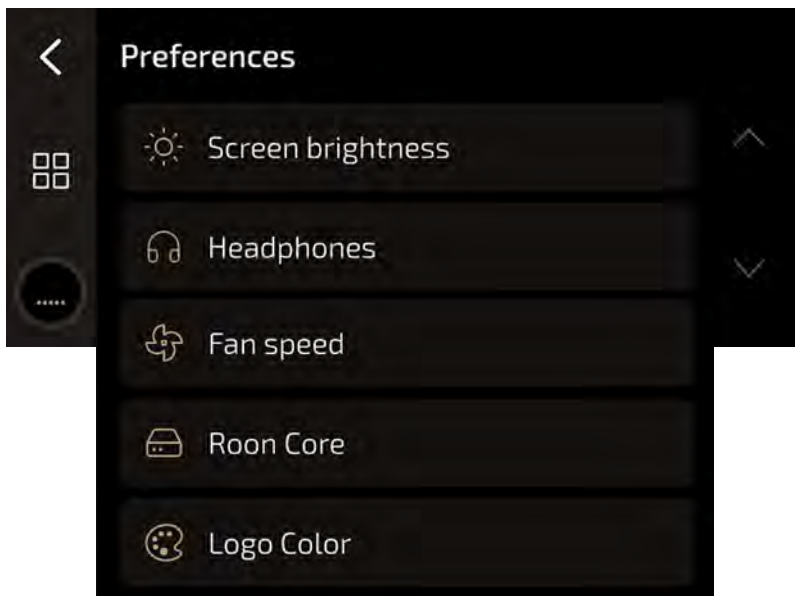 Preferences
Screen brightness
Headphones
Fan speed
Roon Core
Logo Color